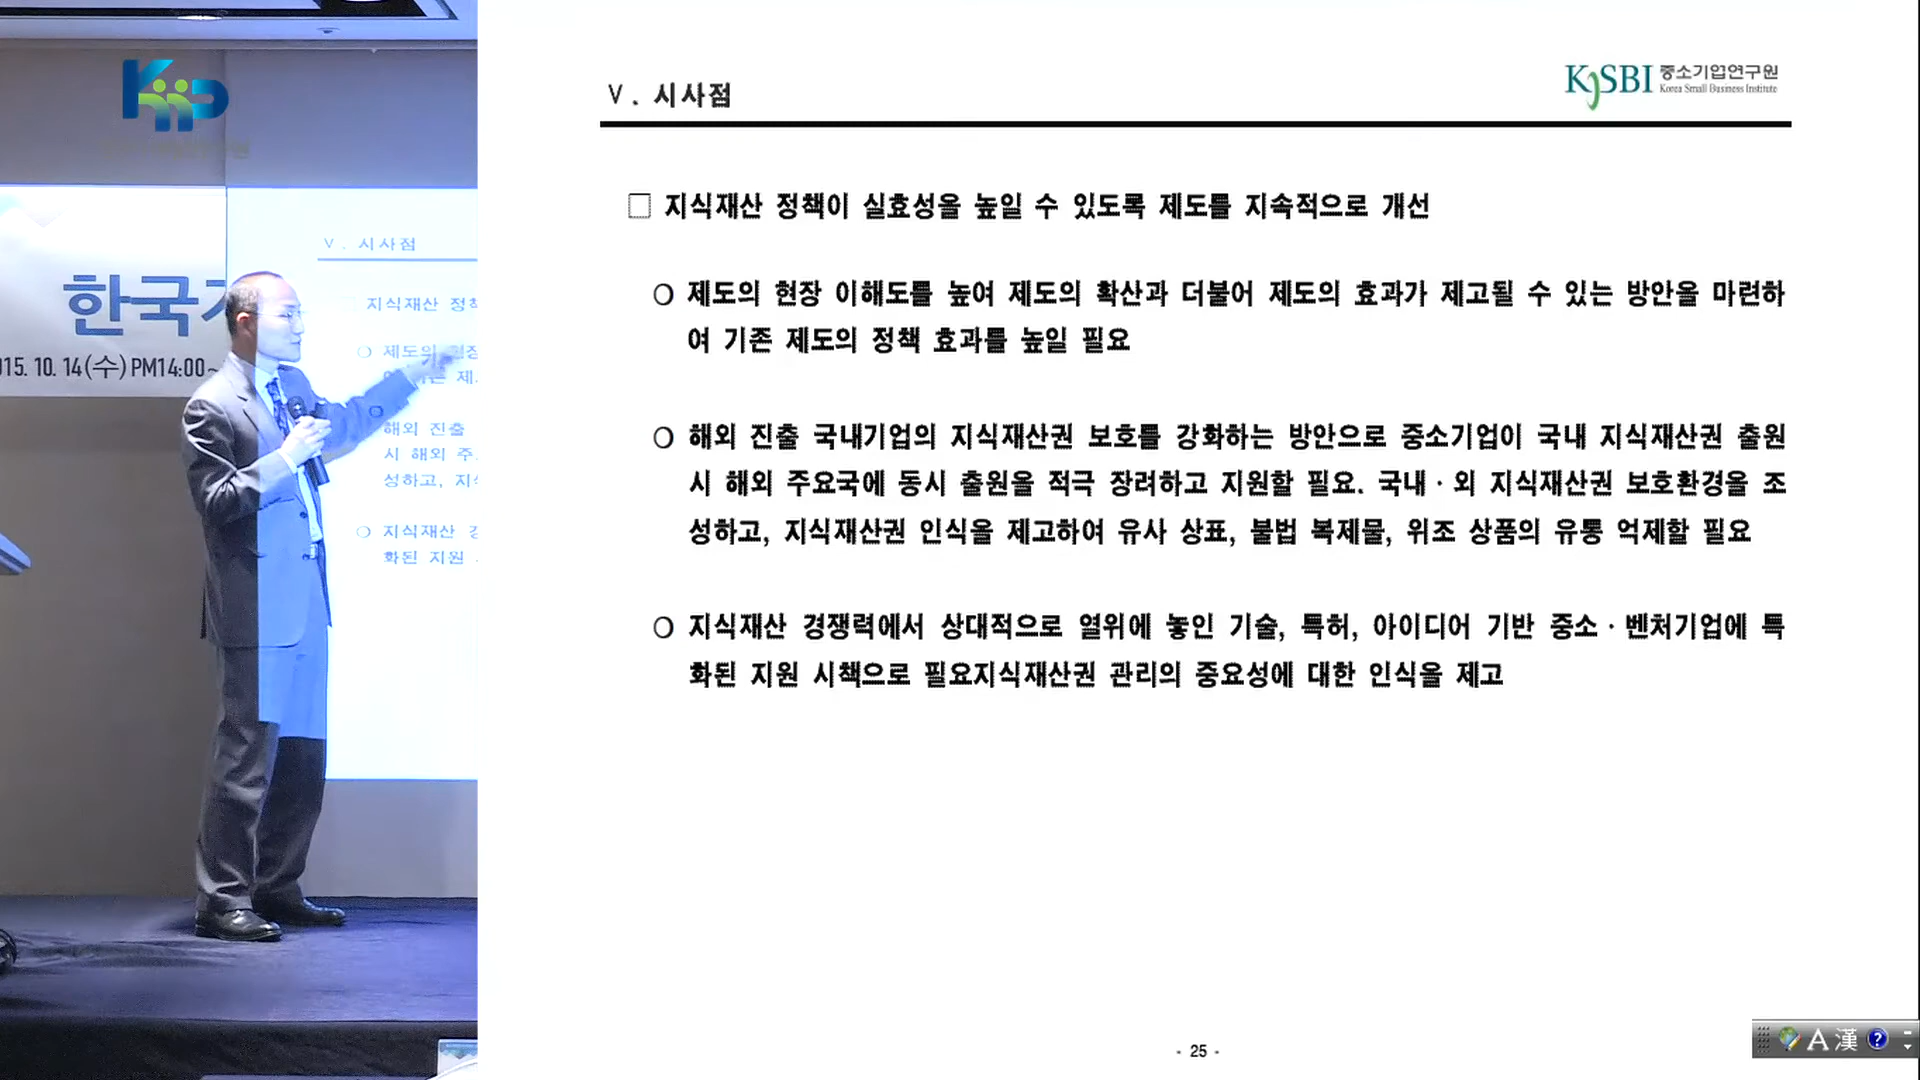 KIIP
한국지
15. 10. 14(수) PM14:00~
Ⅴ. 시사점
지식재산 정책
○ 제도의 현장
해외 진출
시 해외 주요
성하고, 지식
○ 지식재산 경
화된 지원
Ⅴ. 시사점
KOSBI 중소기업연구원
Korea Small Business Institute
□ 지식재산 정책이 실효성을 높일 수 있도록 제도를 지속적으로 개선
○ 제도의 현장 이해도를 높여 제도의 확산과 더불어 제도의 효과가 제고될 수 있는 방안을 마련하
여 기존 제도의 정책 효과를 높일 필요
○ 해외 진출 국내기업의 지식재산권 보호를 강화하는 방안으로 중소기업이 국내 지식재산권 출원
시 해외 주요국에 동시 출원을 적극 장려하고 지원할 필요. 국내·외 지식재산권 보호환경을 조
성하고, 지식재산권 인식을 제고하여 유사 상표, 불법 복제물, 위조 상품의 유통 억제할 필요
○ 지식재산 경쟁력에서 상대적으로 열위에 놓인 기술, 특허, 아이디어 기반 중소·벤처기업에 특
화된 지원 시책으로 필요지식재산권 관리의 중요성에 대한 인식을 제고
- 25 -
A 漢 ?